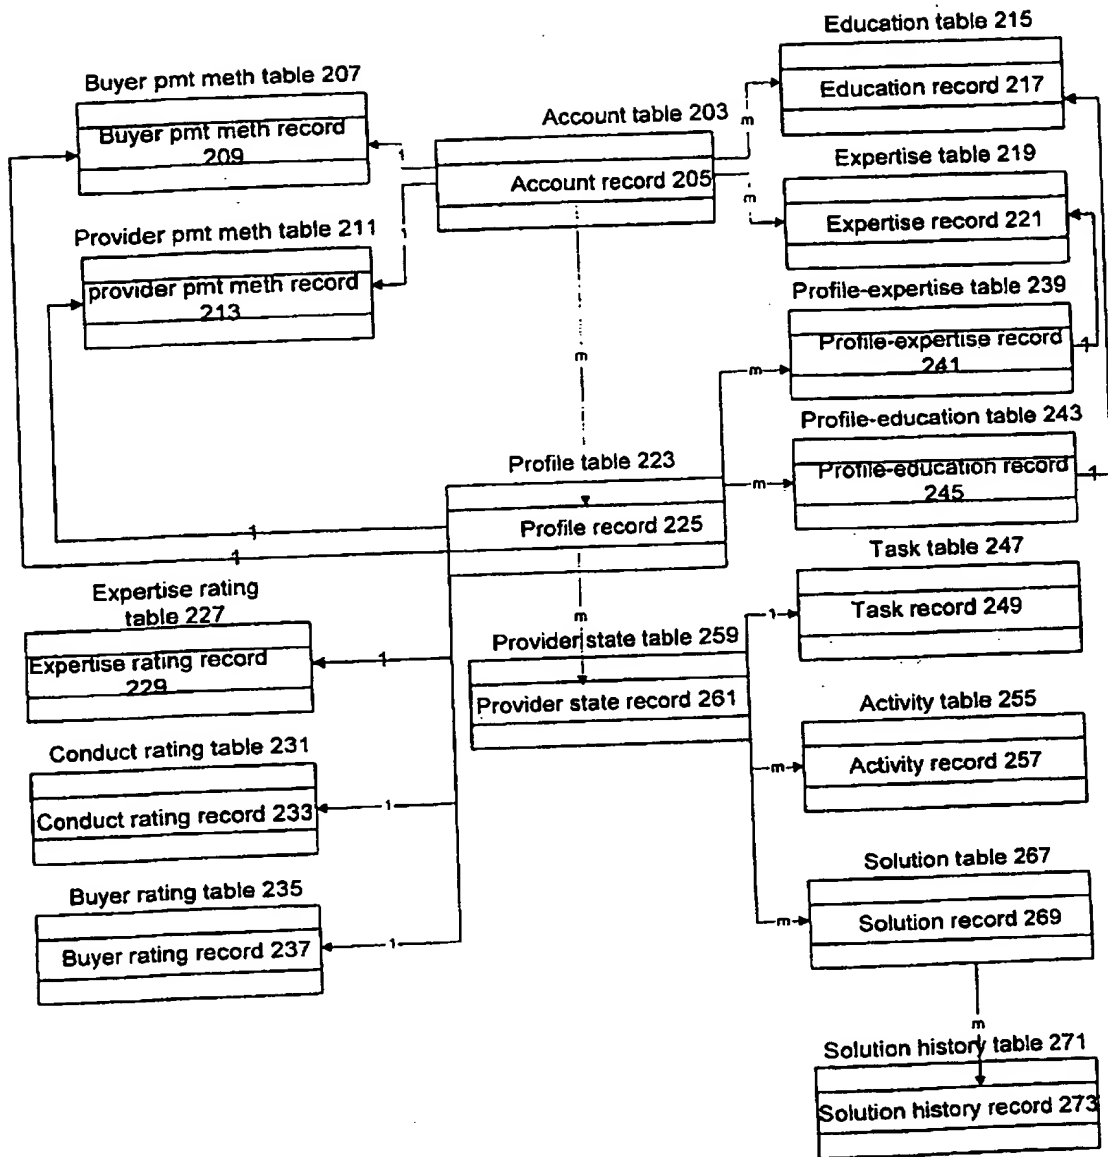 Education table 215
Education record 217
Buyer pmt meth table 207
Buyer pmt meth record
209
1
Account table 203
Account record 205
m
m
Expertise table 219
Expertise record 221
Provider pmt meth table 211
provider pmt meth record
213
1
m
Profile-expertise table 239
Profile-expertise record
241
m
1
Profile-education table 243
Profile-education record
245
m
1
Profile table 223
Profile record 225
1
1
m
Task table 247
Task record 249
1
Expertise rating
table 227
Expertise rating record
229
1
Provider state table 259
Provider state record 261
Activity table 255
Activity record 257
m
Conduct rating table 231
Conduct rating record 233
1
Solution table 267
Solution record 269
m
Buyer rating table 235
Buyer rating record 237
1
m
Solution history table 271
Solution history record 273